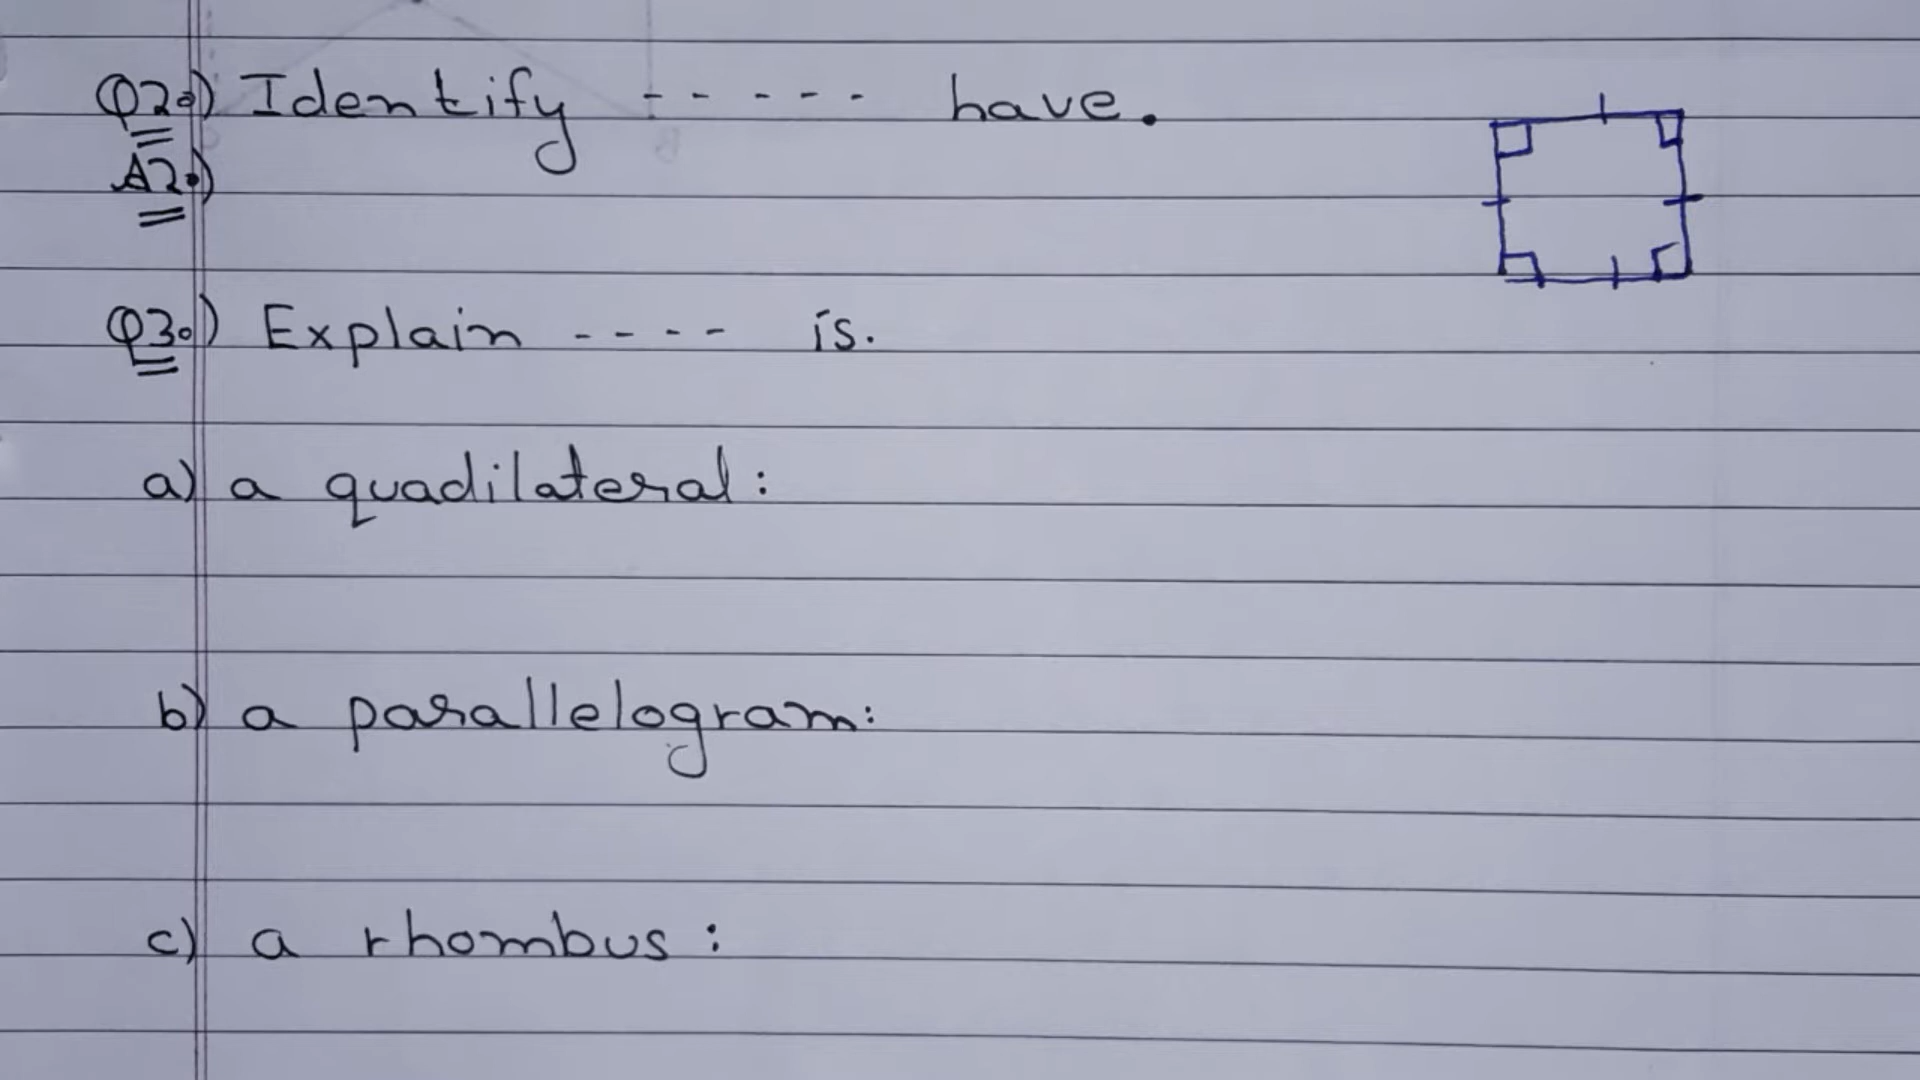 Q2.) Identify ----- have.
A2.)
Q3.) Explain ---- is.
a) a quadilateral:
b) a parallelogram:
c) a rhombus: